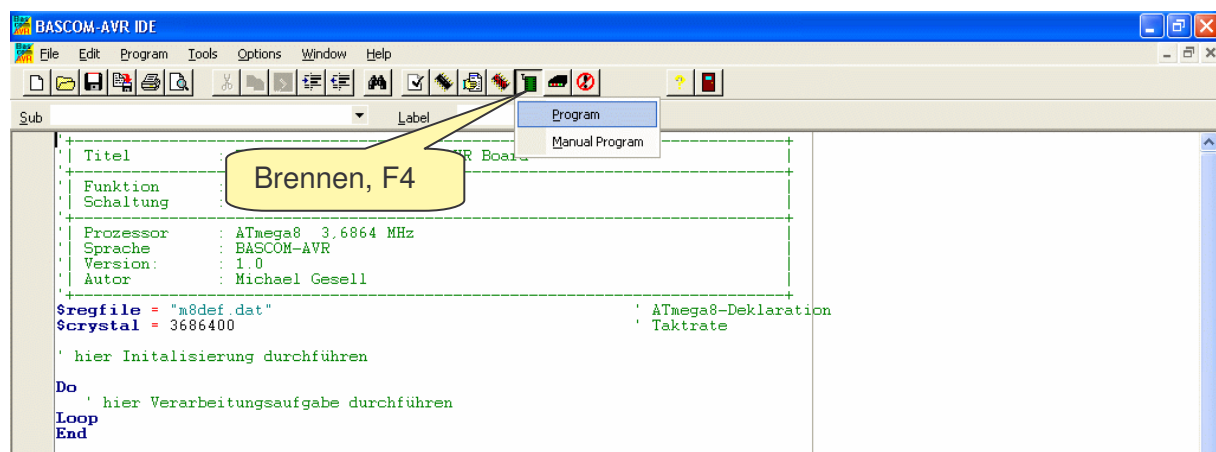 BASCOM-AVR IDE
File Edit Program Tools Options Window Help
Sub Label
Program
Manual Program
Brennen, F4
'| Titel : AVR Board |
'| Funktion :
'| Schaltung :
'| Prozessor : ATmega8 3,6864 MHz |
'| Sprache : BASCOM-AVR |
'| Version: : 1.0 |
'| Autor : Michael Gesell |
$regfile = "m8def.dat" ' ATmega8-Deklaration
$crystal = 3686400 ' Taktrate
' hier Initalisierung durchführen
Do
' hier Verarbeitungsaufgabe durchführen
Loop
End